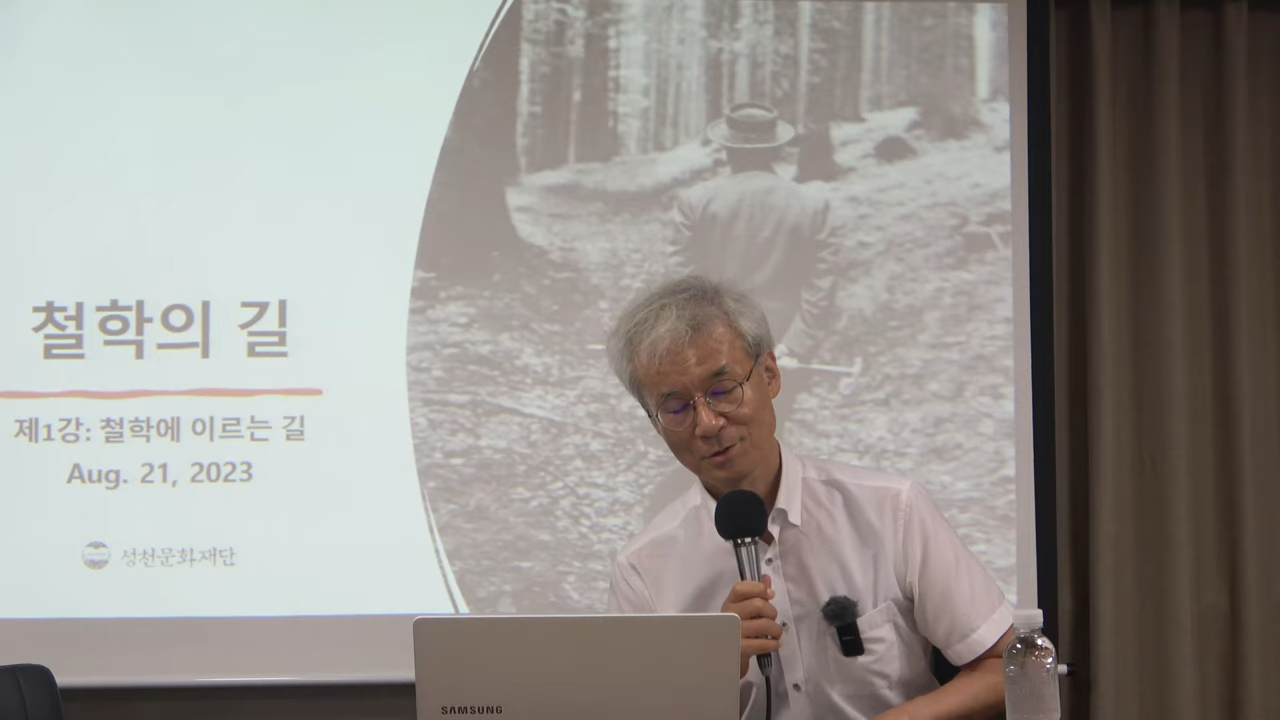 철학의 길
제1강: 철학에 이르는 길
Aug. 21, 2023
성천문화재단
SAMSUNG